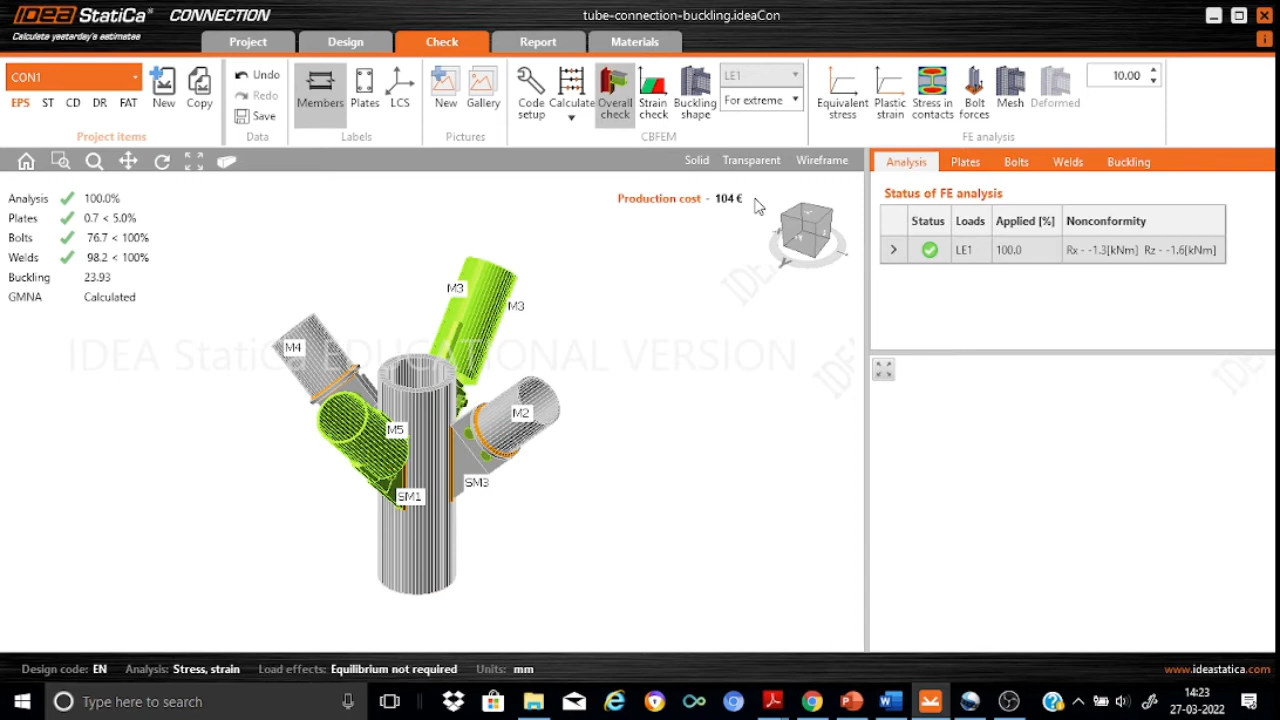 IDEA StatiCa® CONNECTION
Calculate yesterday's estimates
tube-connection-buckling.ideaCon
Project Design Check Report Materials
CON1
EPS ST CD DR FAT
New
Copy
Project items
Undo
Redo
Save
Data
Members
Plates
LCS
Labels
New
Gallery
Pictures
Code setup
Calculate
Overall check
Strain check
Buckling shape
LE1
For extreme
CBFEM
Equivalent stress
Plastic strain
Stress in contacts
Bolt forces
Mesh
Deformed
10.00
FE analysis
Solid Transparent Wireframe
Analysis Plates Bolts Welds Buckling
Analysis 100.0%
Plates 0.7 < 5.0%
Bolts 76.7 < 100%
Welds 98.2 < 100%
Buckling 23.93
GMNA Calculated
Production cost - 104 €
Status of FE analysis
Status Loads Applied [%] Nonconformity
LE1 100.0 Rx - -1.3[kNm] Rz - -1.6[kNm]
M3
M3
M4
M2
M5
SM3
SM1
IDEA StatiCa EDUCATIONAL VERSION
Design code: EN Analysis: Stress, strain Load effects: Equilibrium not required Units: mm
www.ideastatica.com
Type here to search
14:23
27-03-2022